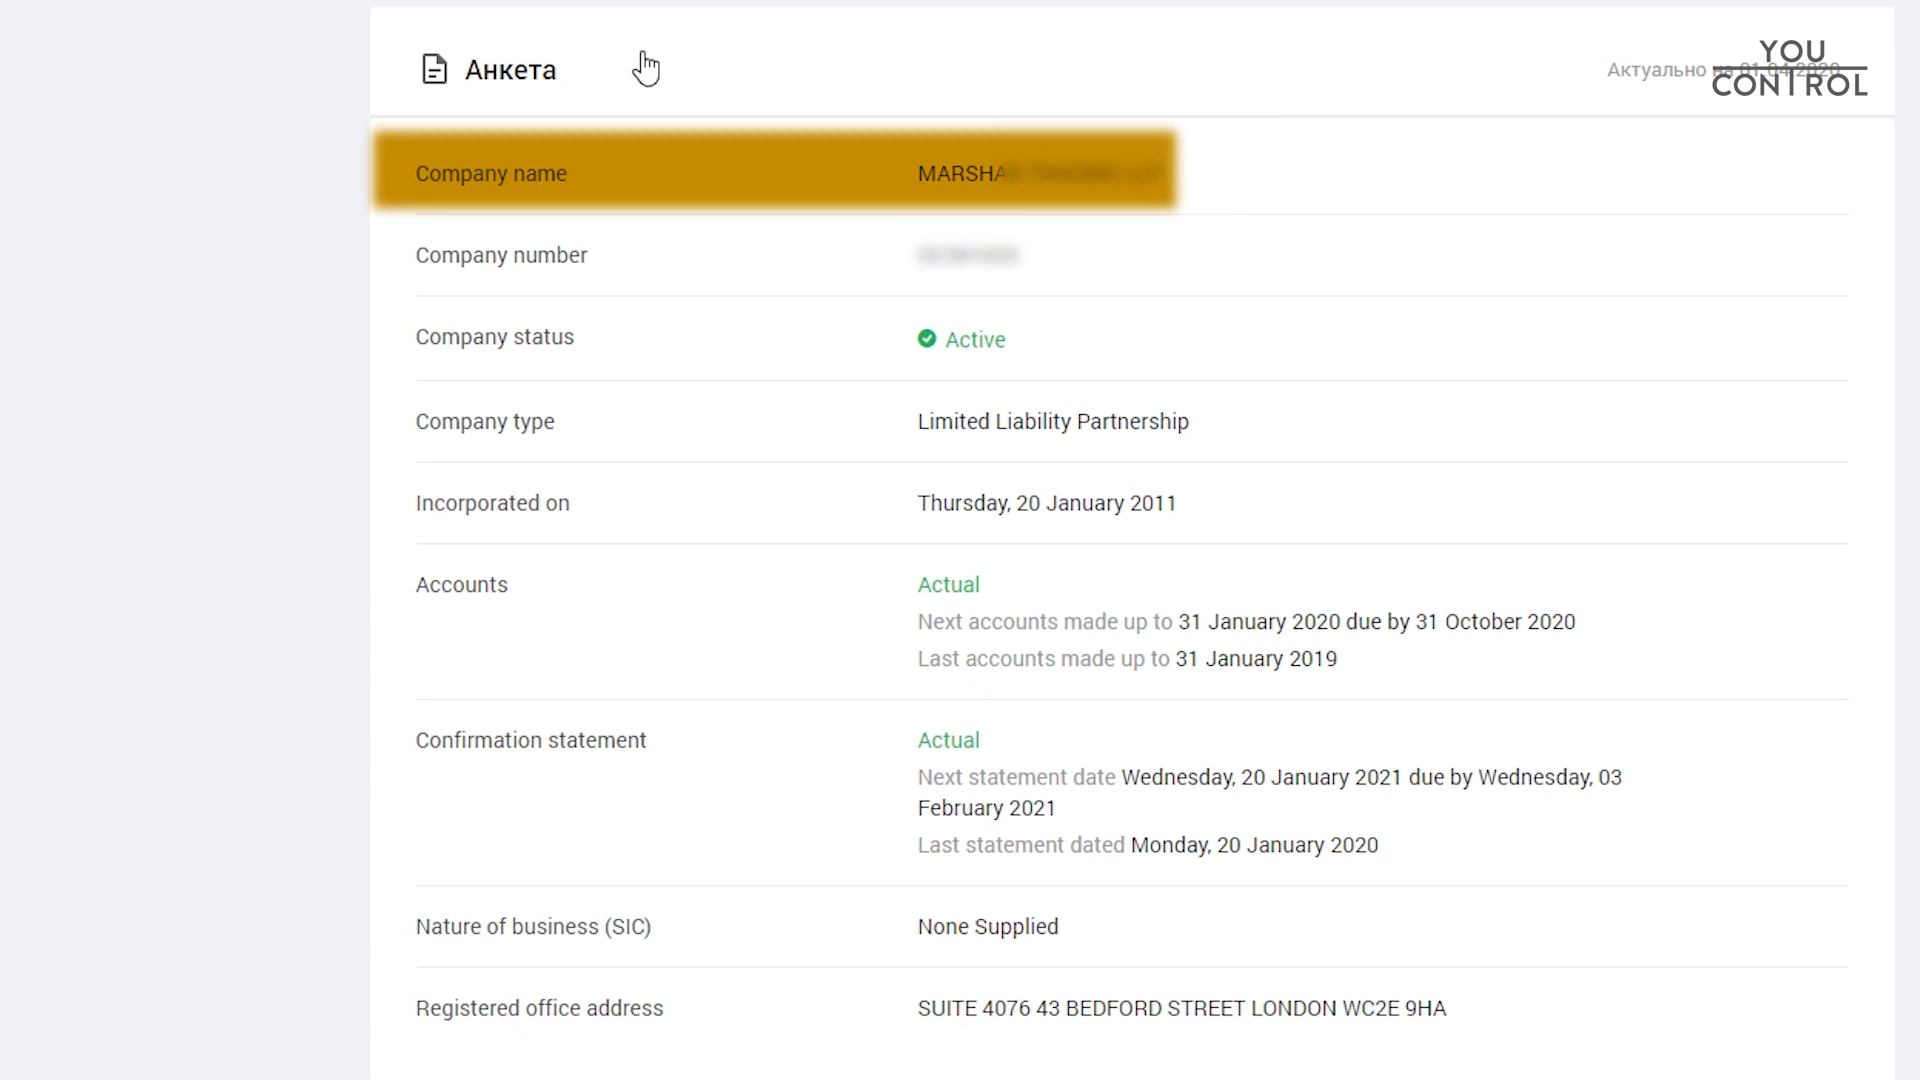 Анкета
Актуально на 01.04.2020
YOU
CONTROL
Company name
MARSHA
Company number
Company status
Active
Company type
Limited Liability Partnership
Incorporated on
Thursday, 20 January 2011
Accounts
Actual
Next accounts made up to 31 January 2020 due by 31 October 2020
Last accounts made up to 31 January 2019
Confirmation statement
Actual
Next statement date Wednesday, 20 January 2021 due by Wednesday, 03
February 2021
Last statement dated Monday, 20 January 2020
Nature of business (SIC)
None Supplied
Registered office address
SUITE 4076 43 BEDFORD STREET LONDON WC2E 9HA